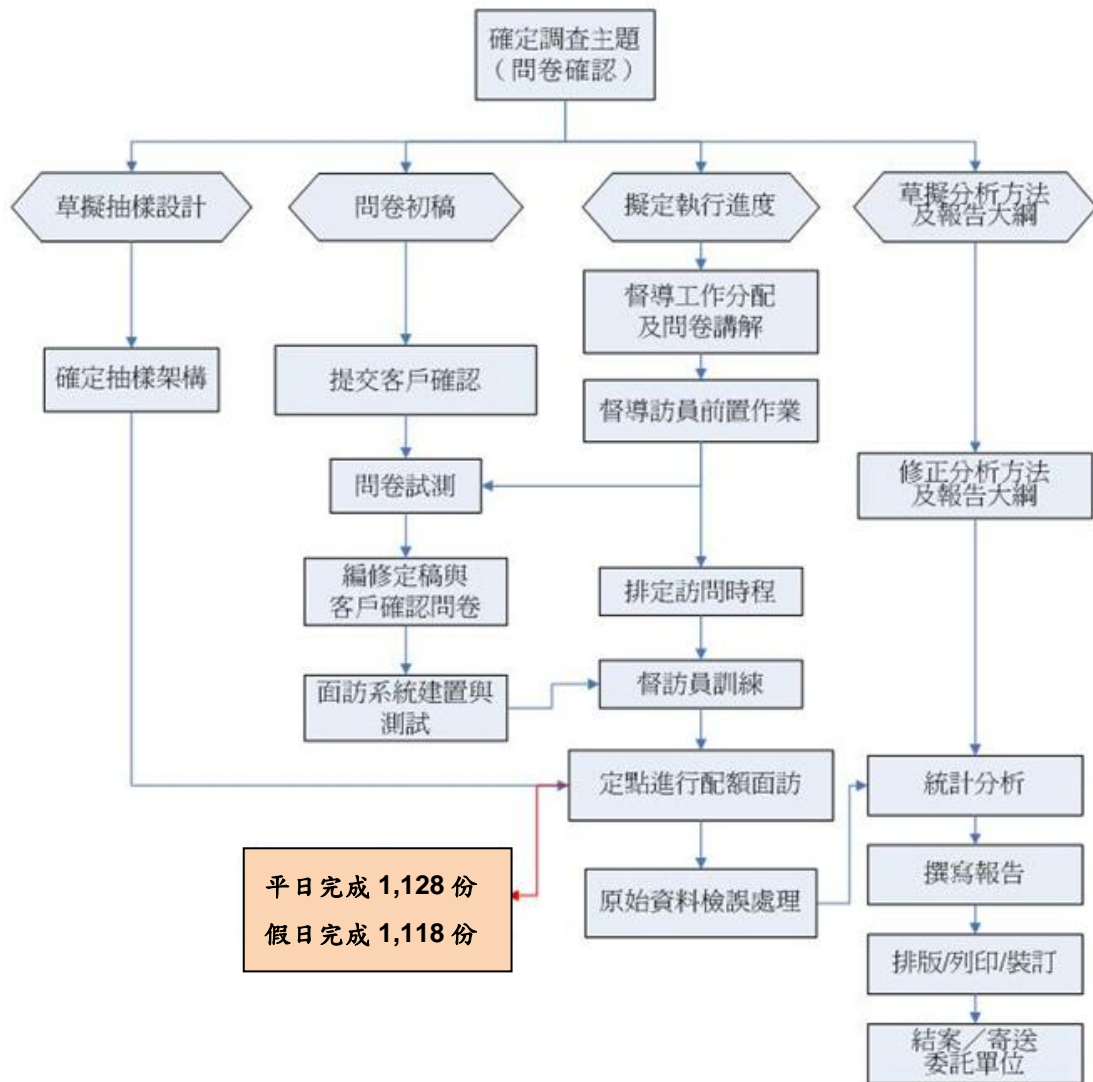 確定調查主題
（問卷確認）
草擬抽樣設計
問卷初稿
擬定執行進度
草擬分析方法
及報告大綱
督導工作分配
及問卷講解
確定抽樣架構
提交客戶確認
督導訪員前置作業
問卷試測
修正分析方法
及報告大綱
編修定稿與
客戶確認問卷
排定訪問時程
面訪系統建置與
測試
督訪員訓練
定點進行配額面訪
統計分析
平日完成 1,128 份
假日完成 1,118 份
原始資料檢誤處理
撰寫報告
排版/列印/裝訂
結案／寄送
委託單位